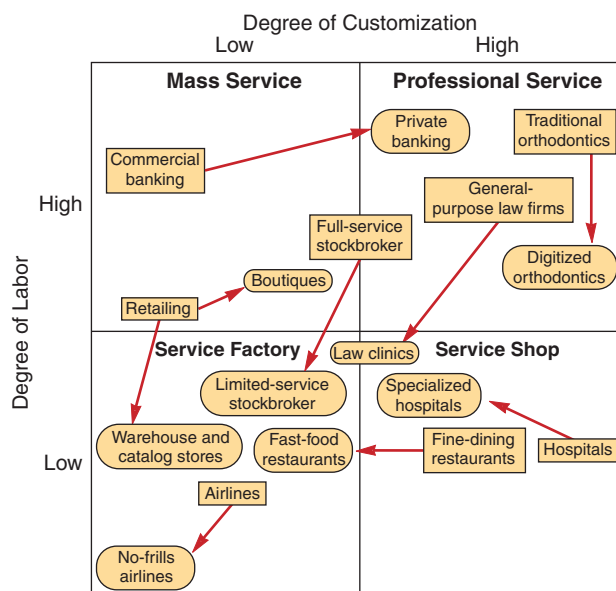 Degree of Customization
Low High
Mass Service Professional Service
Private
banking
Traditional
orthodontics
Commercial
banking
General-
purpose law firms
High
Full-service
stockbroker
Digitized
orthodontics
Boutiques
Retailing
Degree of Labor
Service Factory Law clinics Service Shop
Limited-service
stockbroker
Specialized
hospitals
Warehouse and
catalog stores
Fast-food
restaurants
Fine-dining
restaurants
Hospitals
Low
Airlines
No-frills
airlines